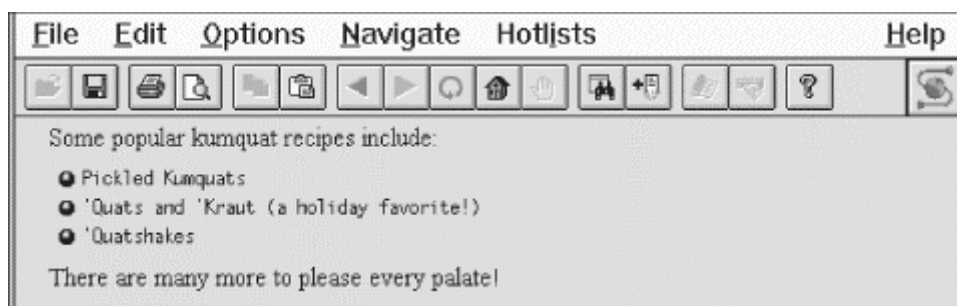 File Edit Options Navigate Hotlists Help
Some popular kumquat recipes include:
Pickled Kumquats
'Quats and 'Kraut (a holiday favorite!)
'Quatshakes
There are many more to please every palate!